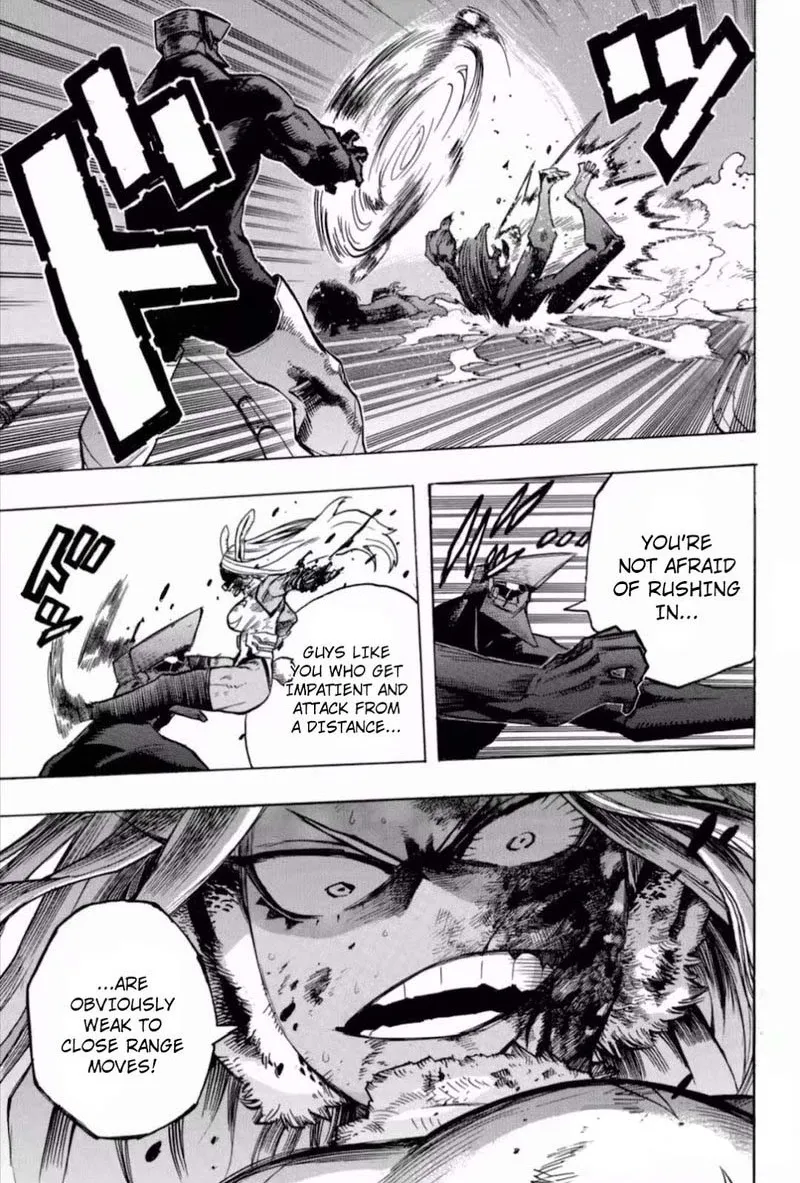 ドッ
YOU'RE
NOT AFRAID
OF RUSHING
IN...
GUYS LIKE
YOU WHO GET
IMPATIENT AND
ATTACK FROM
A DISTANCE...
...ARE
OBVIOUSLY
WEAK TO
CLOSE RANGE
MOVES!